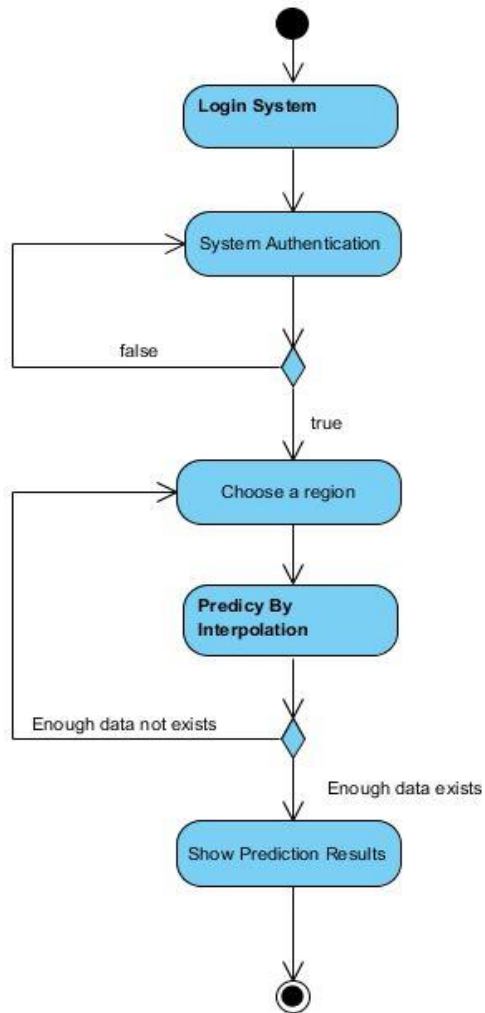 Login System
System Authentication
false
true
Choose a region
Predicy By
Interpolation
Enough data not exists
Enough data exists
Show Prediction Results